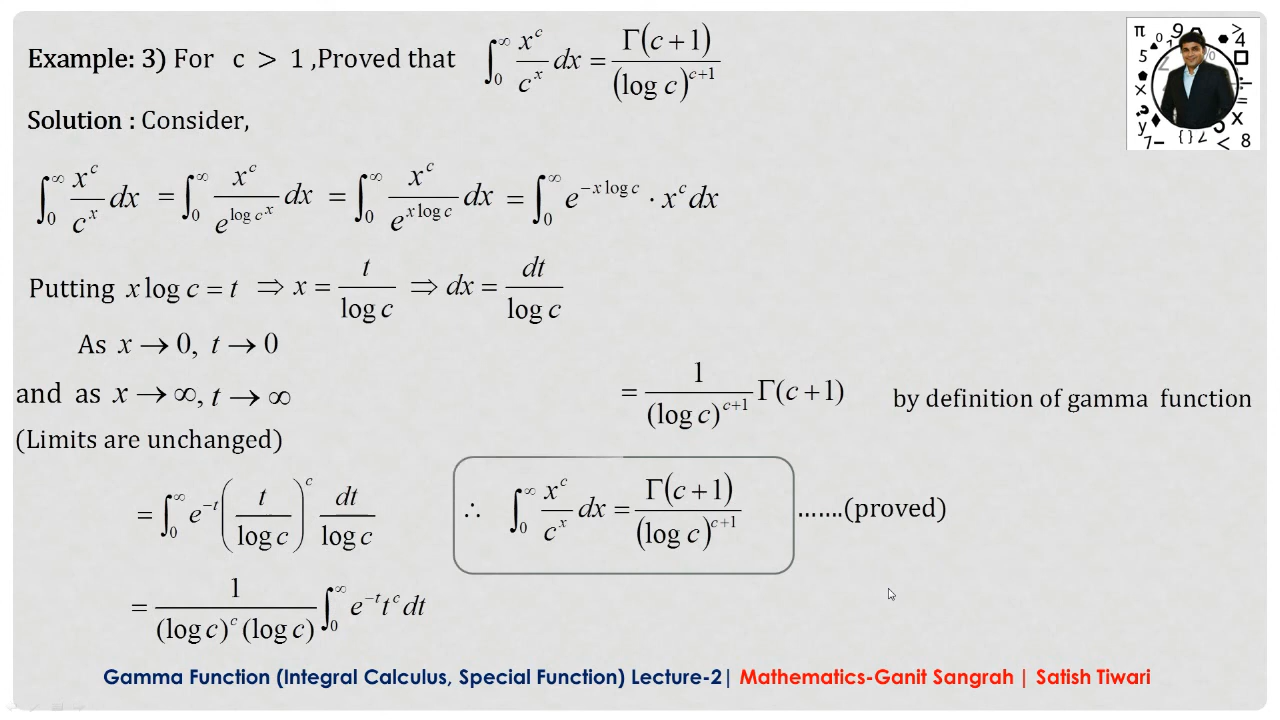 Example: 3) For c > 1 ,Proved that ∫₀^∞ x^c/c^x dx = Γ(c+1)/(log c)^(c+1)
Solution : Consider,
∫₀^∞ x^c/c^x dx = ∫₀^∞ x^c/e^(log c^x) dx = ∫₀^∞ x^c/e^(x log c) dx = ∫₀^∞ e^(−x log c) · x^c dx
Putting x log c = t ⇒ x = t/log c ⇒ dx = dt/log c
As x → 0, t → 0
and as x → ∞, t → ∞
(Limits are unchanged)
= ∫₀^∞ e^(−t) (t/log c)^c dt/log c
= 1/((log c)^c (log c)) ∫₀^∞ e^(−t) t^c dt
= 1/(log c)^(c+1) Γ(c+1) by definition of gamma function
∴ ∫₀^∞ x^c/c^x dx = Γ(c+1)/(log c)^(c+1) .......(proved)
Gamma Function (Integral Calculus, Special Function) Lecture-2| Mathematics-Ganit Sangrah | Satish Tiwari